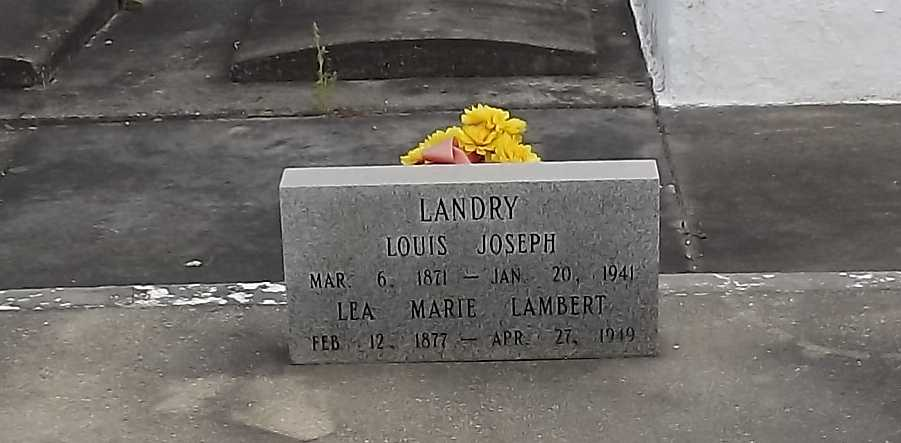 LANDRY
LOUIS JOSEPH
MAR. 6, 1871 — JAN. 20, 1941
LEA MARIE LAMBERT
FEB. 12, 1877 — APR. 27, 1949